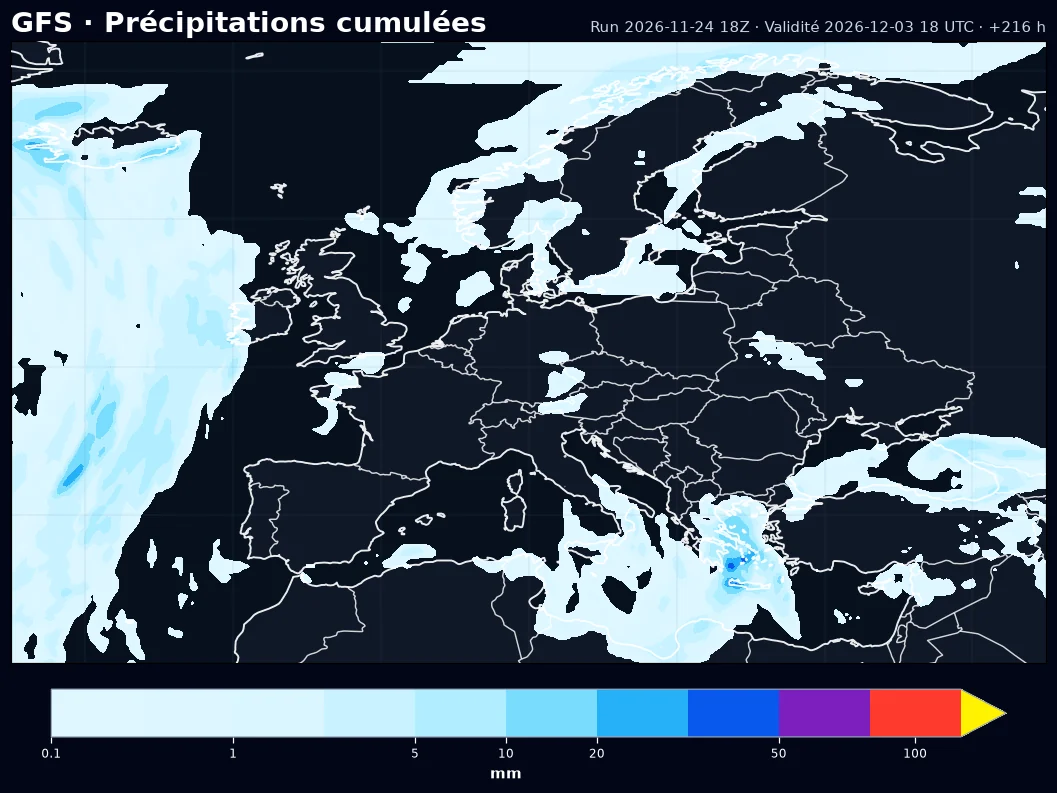 GFS · Précipitations cumulées
Run 2026-11-24 18Z · Validité 2026-12-03 18 UTC · +216 h
0.1 1 5 10 20 50 100
mm